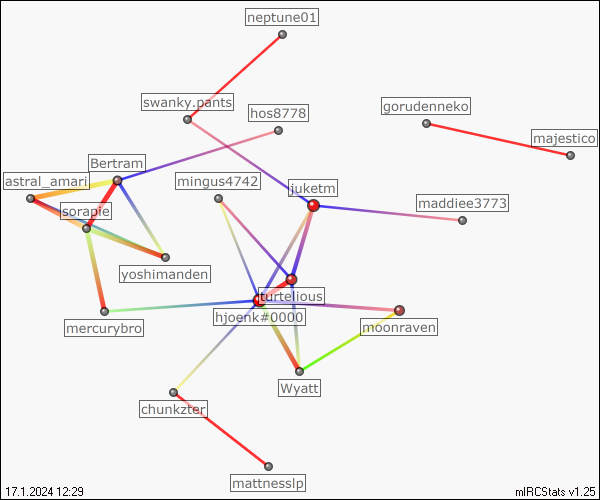 neptune01
swanky.pants
hos8778
gorudenneko
majestico
Bertram
astral_amari
mingus4742
juketm
maddiee3773
sorapie
yoshimanden
turtelious
mercurybro
hjoenk#0000
moonraven
Wyatt
chunkzter
mattnesslp
17.1.2024 12:29
mIRCStats v1.25